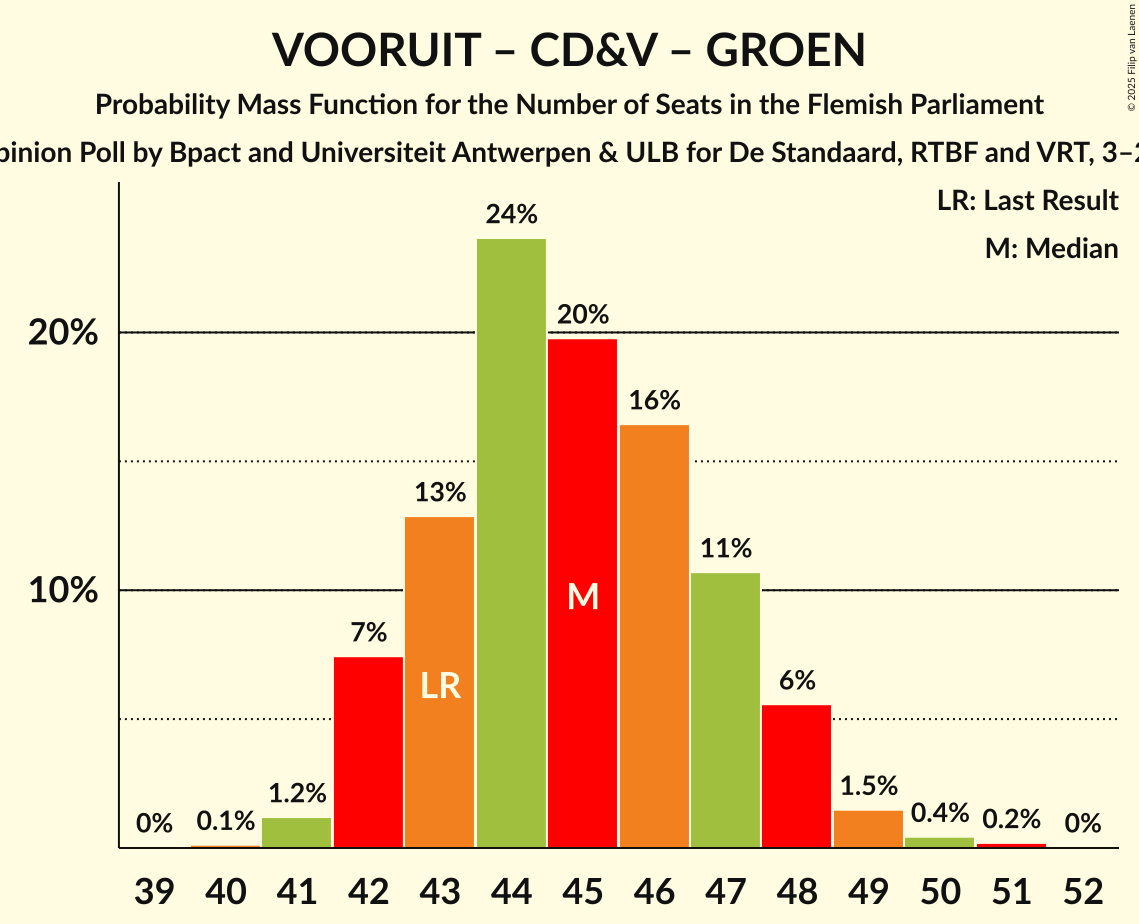 VOORUIT – CD&V – GROEN
Probability Mass Function for the Number of Seats in the Flemish Parliament
Opinion Poll by Bpact and Universiteit Antwerpen & ULB for De Standaard, RTBF and VRT, 3–2
© 2025 Filip van Laenen
LR: Last Result
M: Median
20%
10%
0%
0.1%
1.2%
7%
13%
24%
20%
16%
11%
6%
1.5%
0.4%
0.2%
0%
LR
M
39 40 41 42 43 44 45 46 47 48 49 50 51 52